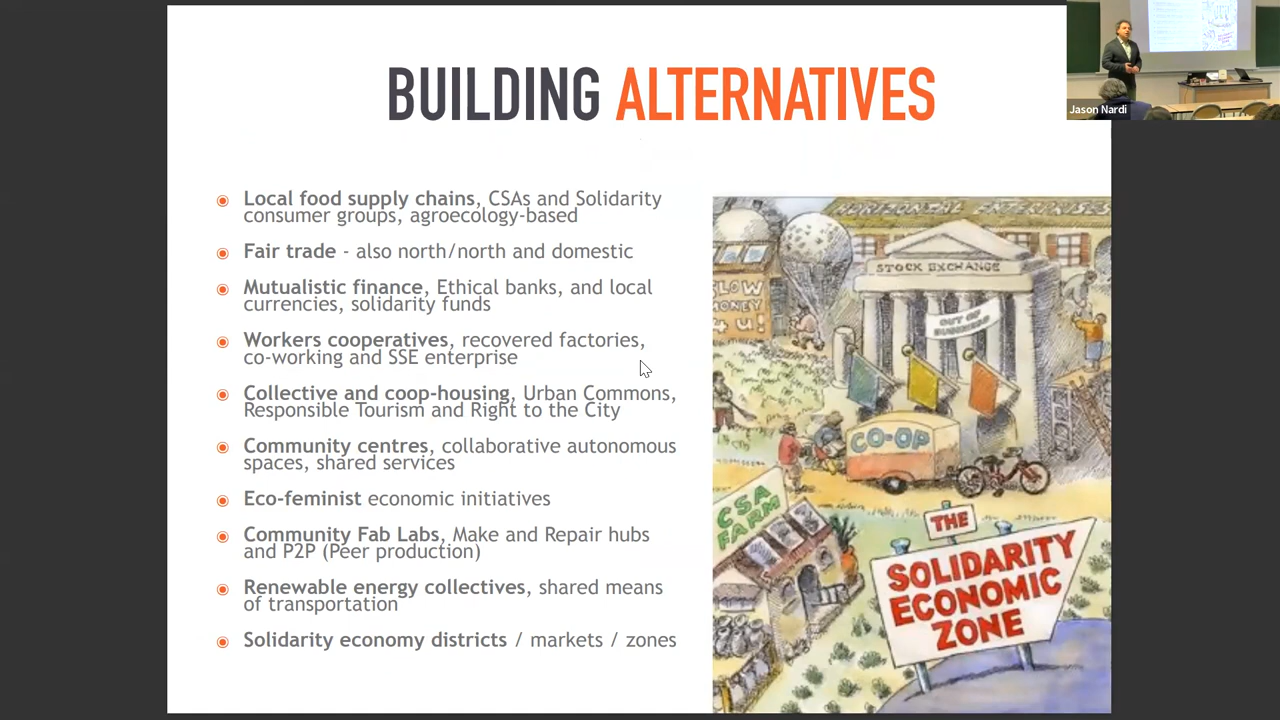 BUILDING ALTERNATIVES
Jason Nardi
Local food supply chains, CSAs and Solidarity
consumer groups, agroecology-based
Fair trade - also north/north and domestic
Mutualistic finance, Ethical banks, and local
currencies, solidarity funds
Workers cooperatives, recovered factories,
co-working and SSE enterprise
Collective and coop-housing, Urban Commons,
Responsible Tourism and Right to the City
Community centres, collaborative autonomous
spaces, shared services
Eco-feminist economic initiatives
Community Fab Labs, Make and Repair hubs
and P2P (Peer production)
Renewable energy collectives, shared means
of transportation
Solidarity economy districts / markets / zones
HORIZONTAL ENTERPRISES
STOCK EXCHANGE
SLOW
MONEY
4 U!
OUT OF
BUSINESS
CO-OP
CSA
FARM
THE
SOLIDARITY
ECONOMIC
ZONE